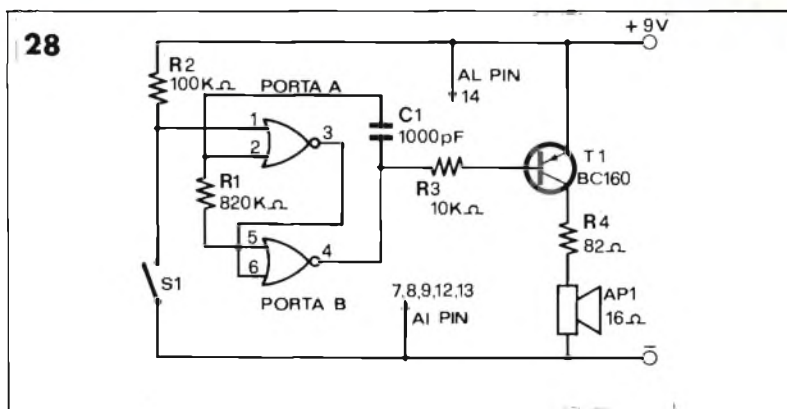 28
+ 9V
R2
100KΩ
PORTA A
AL PIN
14
C1
1000pF
1
2
3
T1
BC160
R1
820KΩ
R3
10KΩ
R4
82Ω
5
6
4
S1
PORTA B
7,8,9,12,13
AI PIN
AP1
16Ω
–